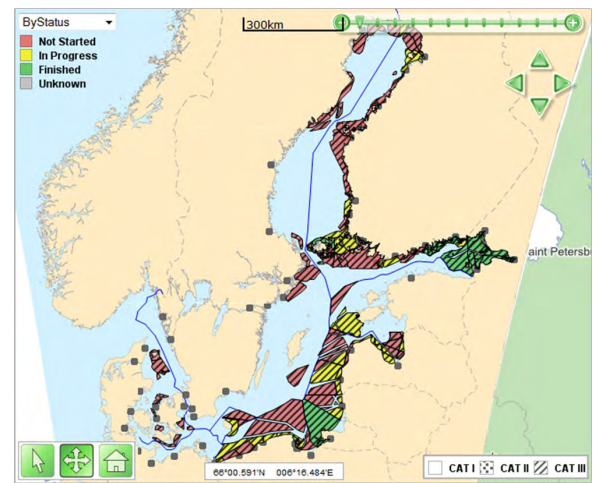 ByStatus
300km
Not Started
In Progress
Finished
Unknown
aint Petersb
66°00.591'N 006°16.484'E
CAT I CAT II CAT III